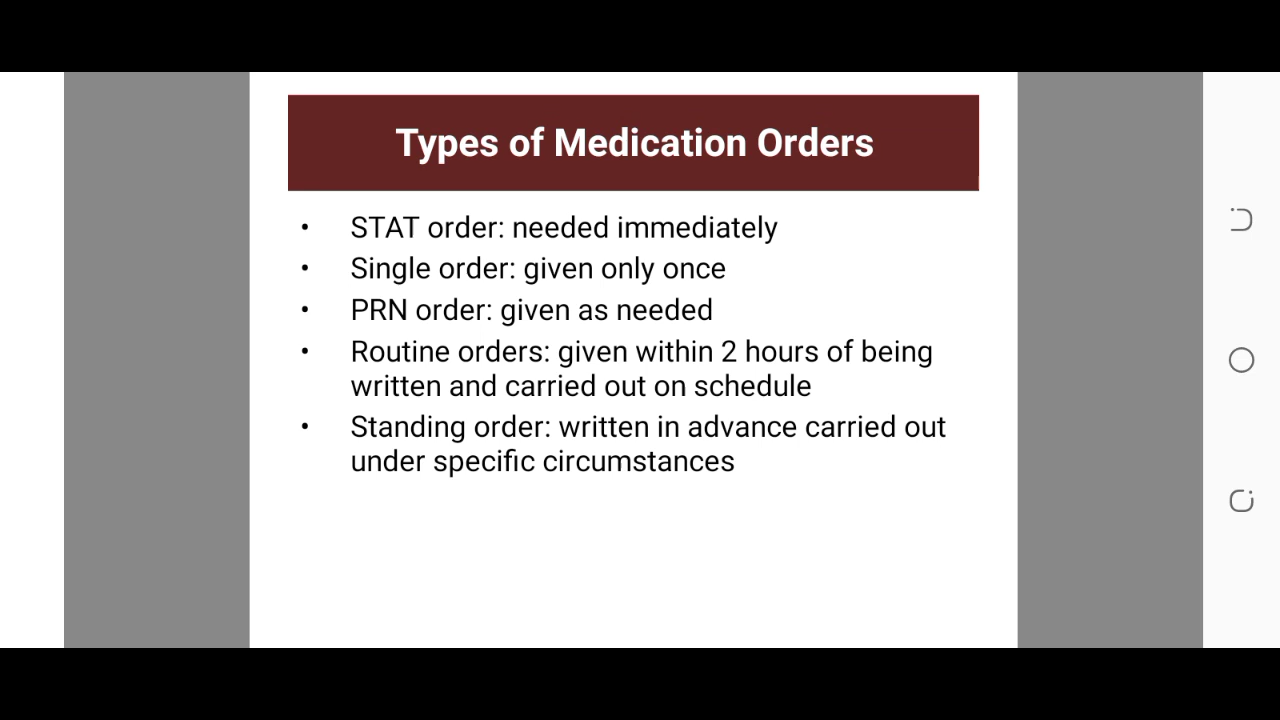 Types of Medication Orders
• STAT order: needed immediately
• Single order: given only once
• PRN order: given as needed
• Routine orders: given within 2 hours of being
written and carried out on schedule
• Standing order: written in advance carried out
under specific circumstances